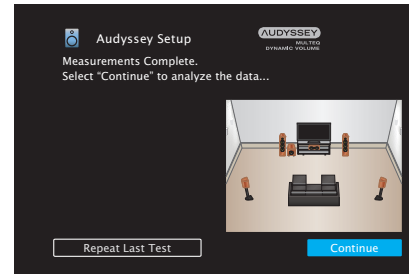 Audyssey Setup
AUDYSSEY
MULTEQ
DYNAMIC VOLUME
Measurements Complete.
Select “Continue” to analyze the data...
Repeat Last Test
Continue